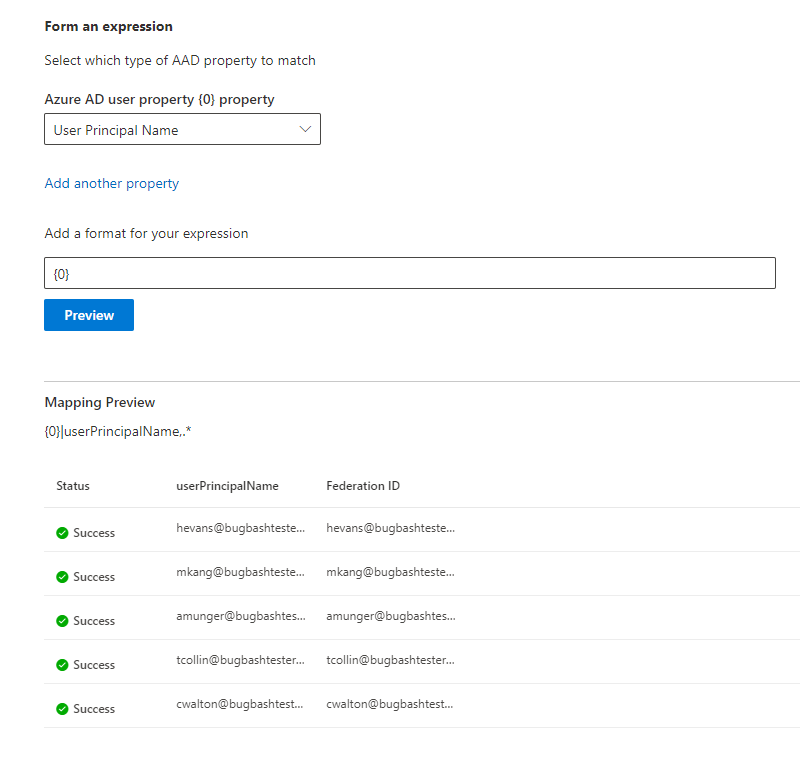 Form an expression
Select which type of AAD property to match
Azure AD user property {0} property
User Principal Name
Add another property
Add a format for your expression
{0}
Preview
Mapping Preview
{0}|userPrincipalName,.*
Status userPrincipalName Federation ID
Success hevans@bugbashteste... hevans@bugbashteste...
Success mkang@bugbashteste... mkang@bugbashteste...
Success amunger@bugbashtes... amunger@bugbashtes...
Success tcollin@bugbashtester... tcollin@bugbashtester...
Success cwalton@bugbashtest... cwalton@bugbashtest...